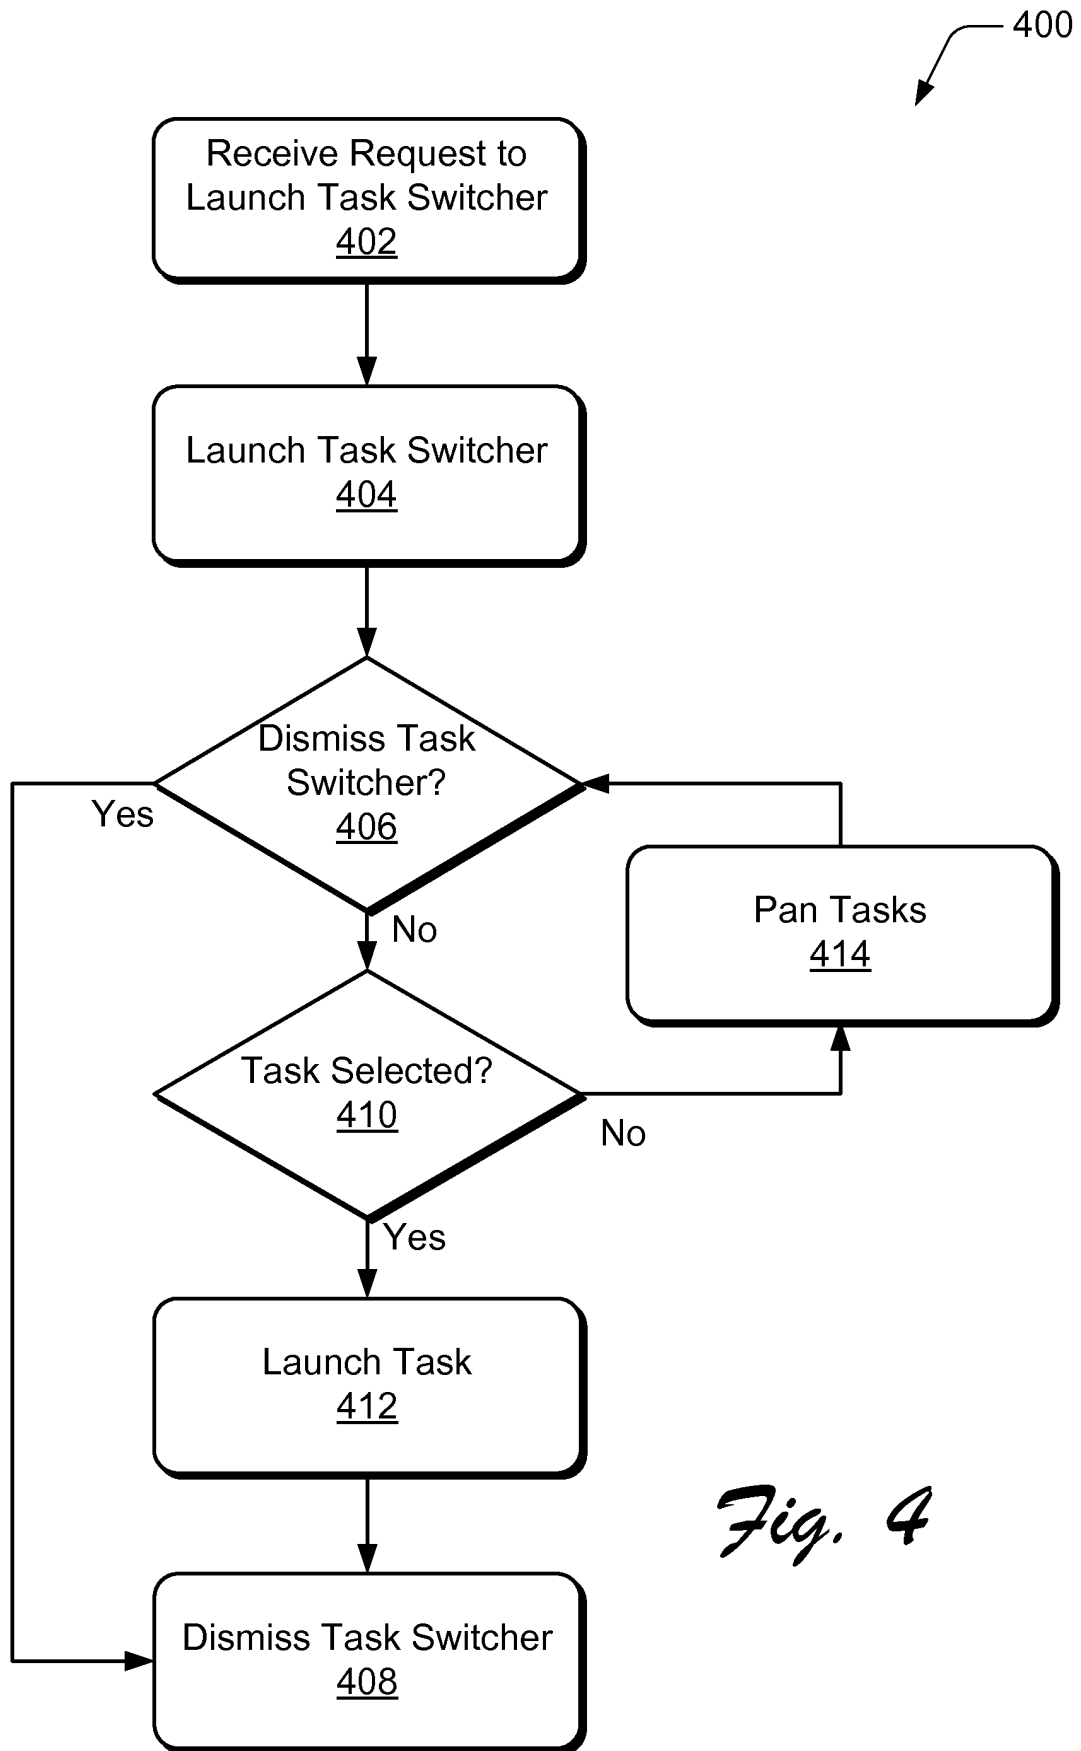 400
Receive Request to
Launch Task Switcher
402
Launch Task Switcher
404
Dismiss Task
Switcher?
406
Yes
No
Pan Tasks
414
Task Selected?
410
No
Yes
Launch Task
412
Fig. 4
Dismiss Task Switcher
408